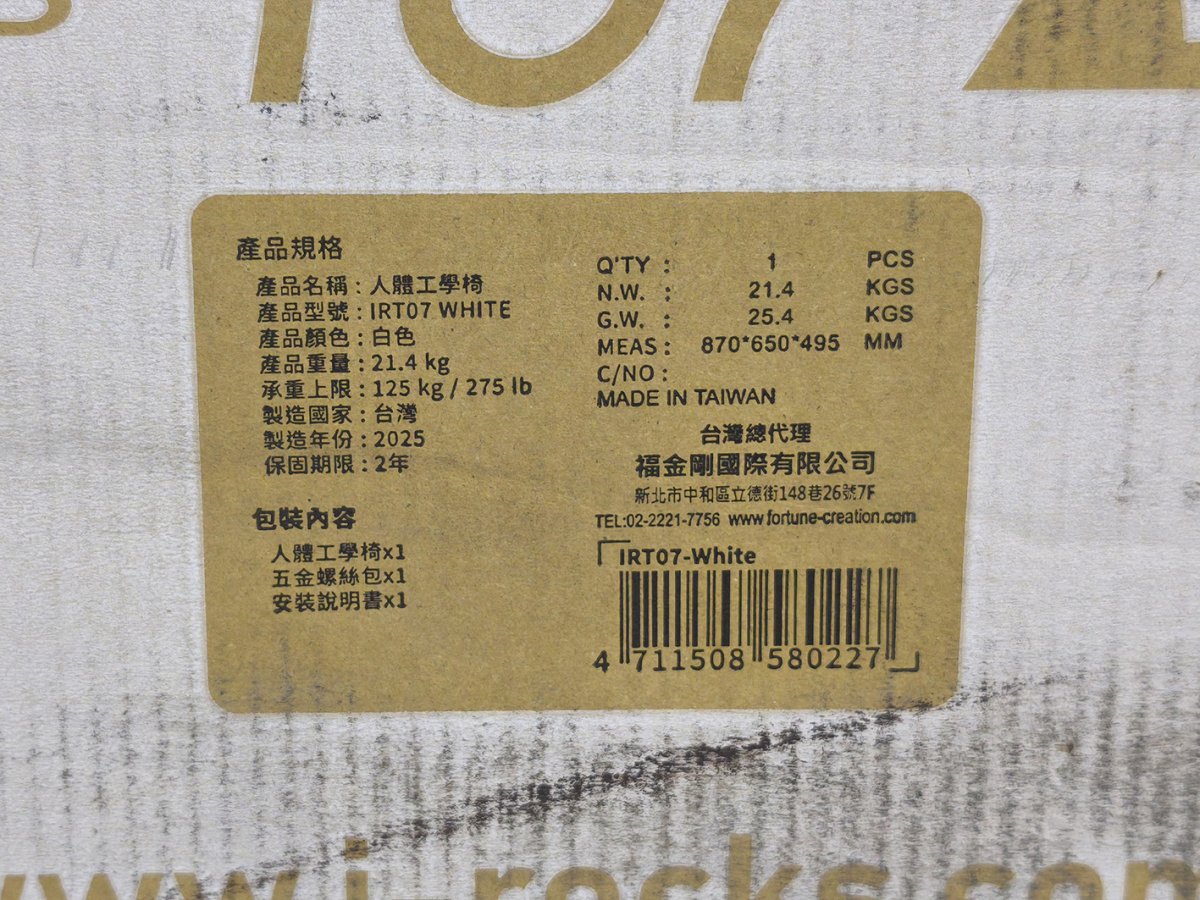 T07
產品規格
產品名稱：人體工學椅
產品型號：IRT07 WHITE
產品顏色：白色
產品重量：21.4 kg
承重上限：125 kg / 275 lb
製造國家：台灣
製造年份：2025
保固期限：2年
包裝內容
人體工學椅x1
五金螺絲包x1
安裝說明書x1
Q'TY : 1 PCS
N.W. : 21.4 KGS
G.W. : 25.4 KGS
MEAS : 870*650*495 MM
C/NO :
MADE IN TAIWAN
台灣總代理
福金剛國際有限公司
新北市中和區立德街148巷26號7F
TEL:02-2221-7756 www.fortune-creation.com
IRT07-White
4 711508 580227
www.i-rocks.com